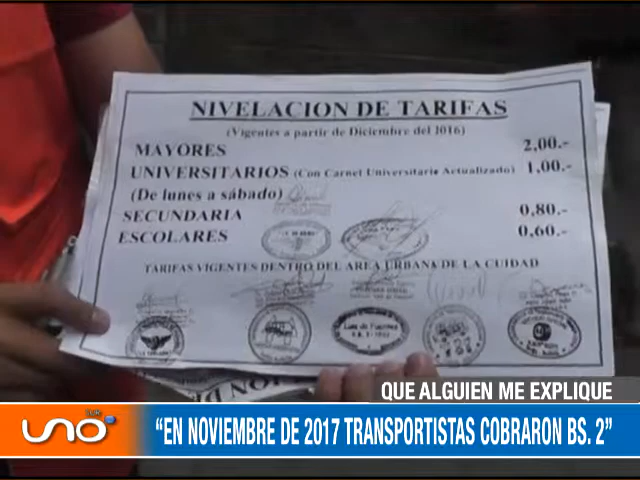 NIVELACION DE TARIFAS
(Vigentes a partir de Diciembre del 2016)
MAYORES 2,00.-
UNIVERSITARIOS (Con Carnet Universitario Actualizado) 1,00.-
(De lunes a sábado)
SECUNDARIA 0,80.-
ESCOLARES 0,60.-
TARIFAS VIGENTES DENTRO DEL AREA URBANA DE LA CUIDAD
QUE ALGUIEN ME EXPLIQUE
UNO
"EN NOVIEMBRE DE 2017 TRANSPORTISTAS COBRARON BS. 2"